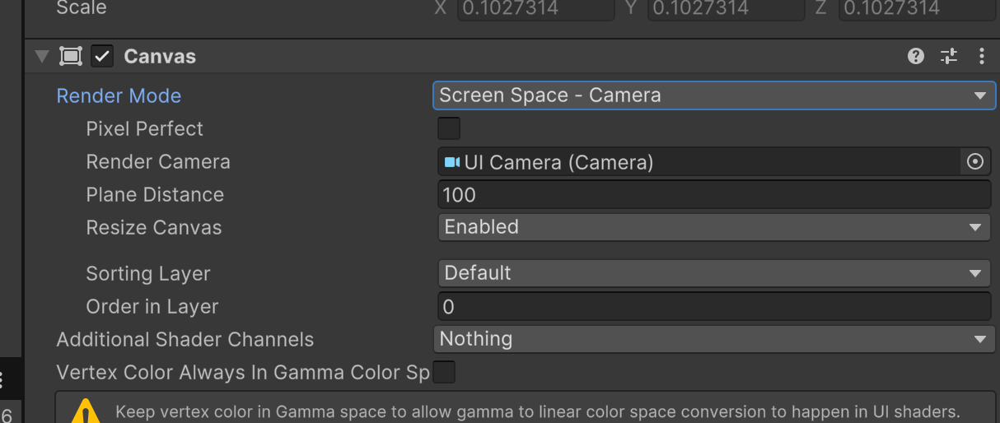 Scale X 0.1027314 Y 0.1027314 Z 0.1027314
Canvas
Render Mode Screen Space - Camera
Pixel Perfect
Render Camera UI Camera (Camera)
Plane Distance 100
Resize Canvas Enabled
Sorting Layer Default
Order in Layer 0
Additional Shader Channels Nothing
Vertex Color Always In Gamma Color Sp
6 Keep vertex color in Gamma space to allow gamma to linear color space conversion to happen in UI shaders.